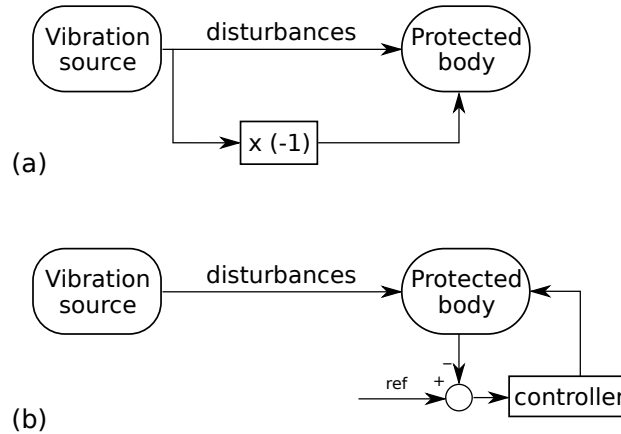 Vibration
source
disturbances
Protected
body
x (-1)
(a)
Vibration
source
disturbances
Protected
body
−
+
ref
controller
(b)